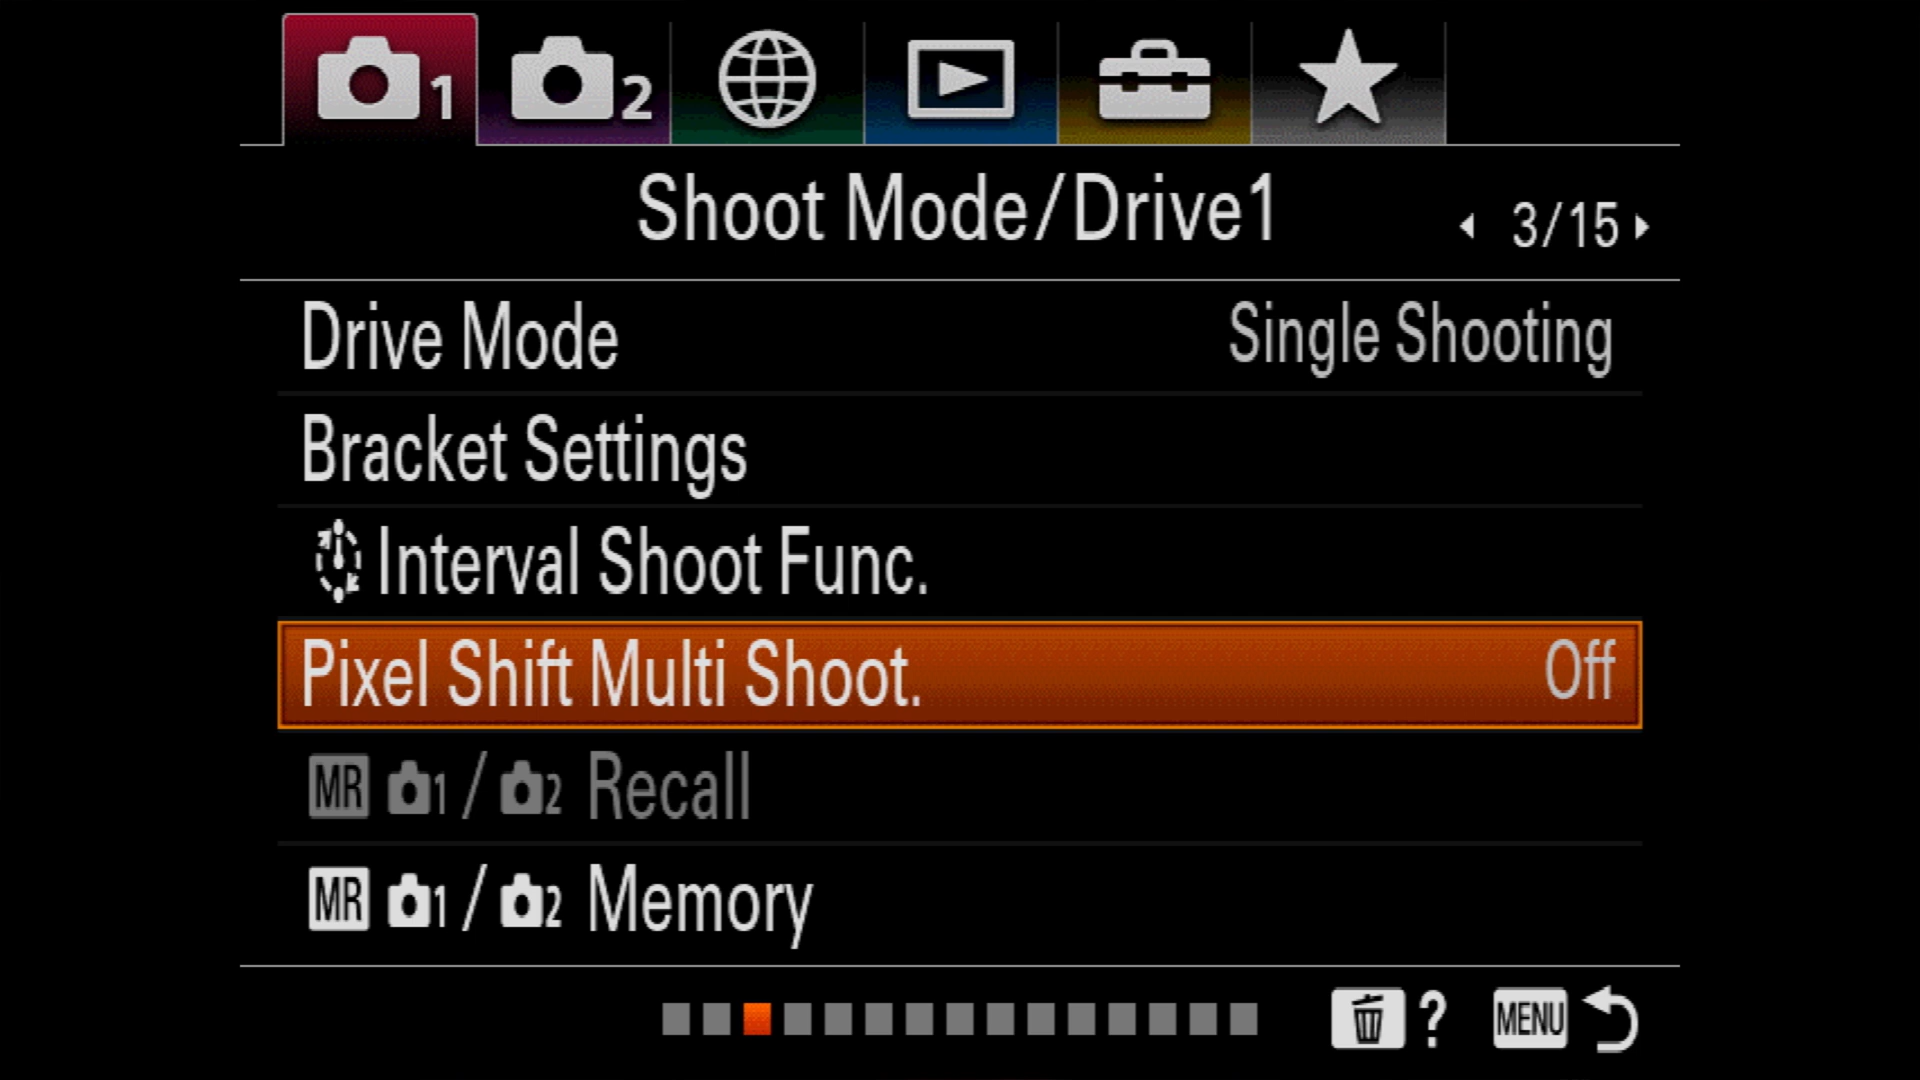 1 2
Shoot Mode/Drive1 3/15
Drive Mode Single Shooting
Bracket Settings
Interval Shoot Func.
Pixel Shift Multi Shoot. Off
MR 1 / 2 Recall
MR 1 / 2 Memory
? MENU